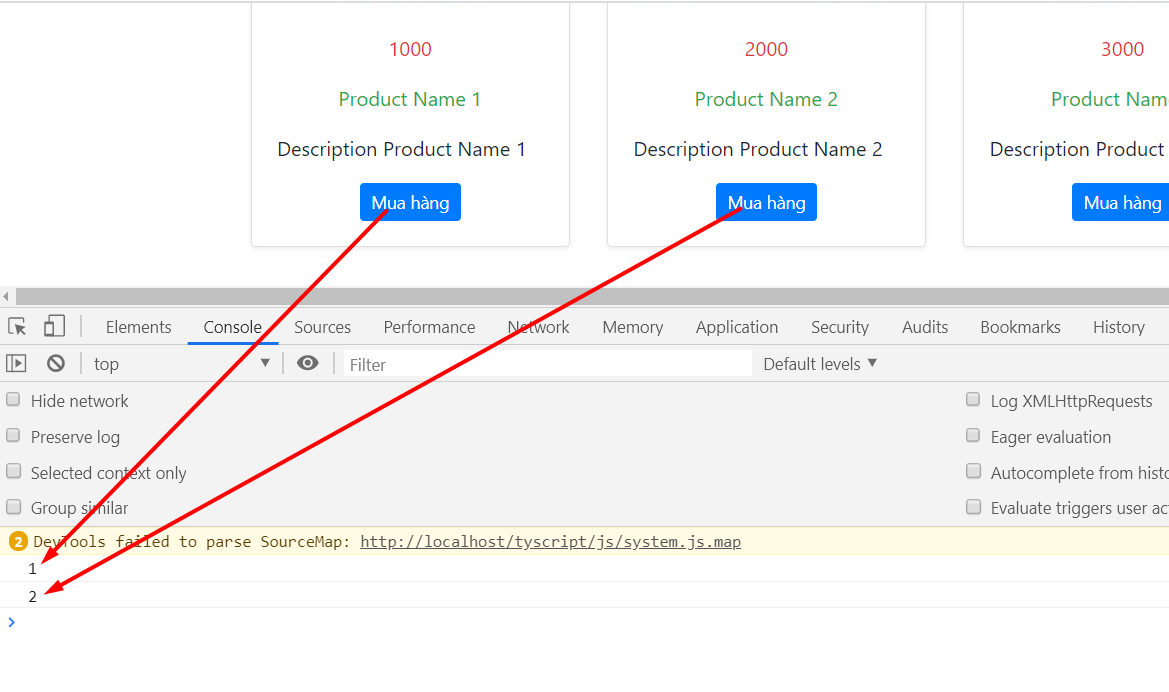 1000 2000 3000
Product Name 1 Product Name 2 Product Nam
Description Product Name 1 Description Product Name 2 Description Product
Mua hàng Mua hàng Mua hàng
Elements Console Sources Performance Network Memory Application Security Audits Bookmarks History
top Filter Default levels
Hide network Log XMLHttpRequests
Preserve log Eager evaluation
Selected context only Autocomplete from histo
Group similar Evaluate triggers user ac
2 DevTools failed to parse SourceMap: http://localhost/tyscript/js/system.js.map
1
2